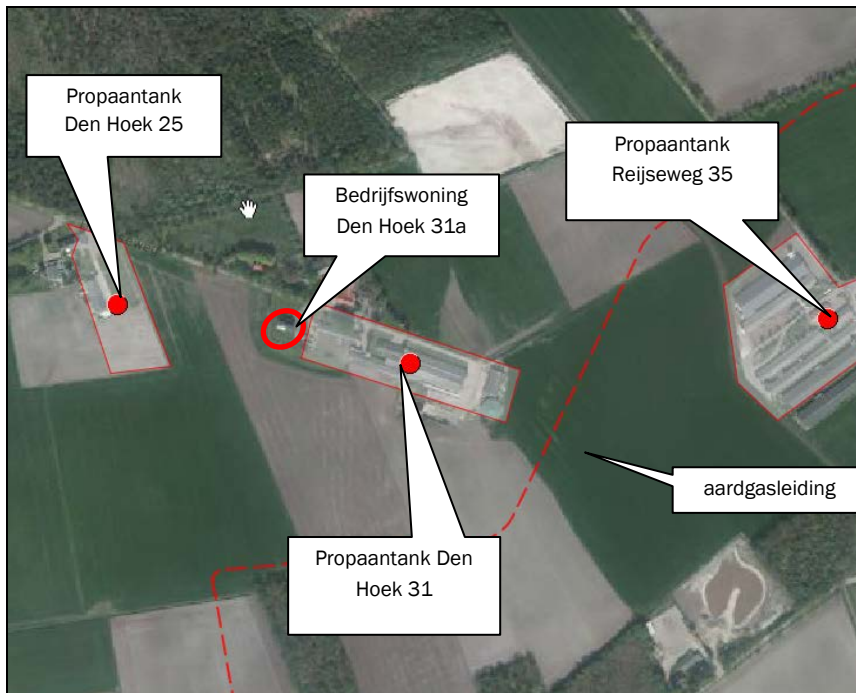 Propaantank
Den Hoek 25
Propaantank
Reijseweg 35
Bedrijfswoning
Den Hoek 31a
aardgasleiding
Propaantank Den
Hoek 31